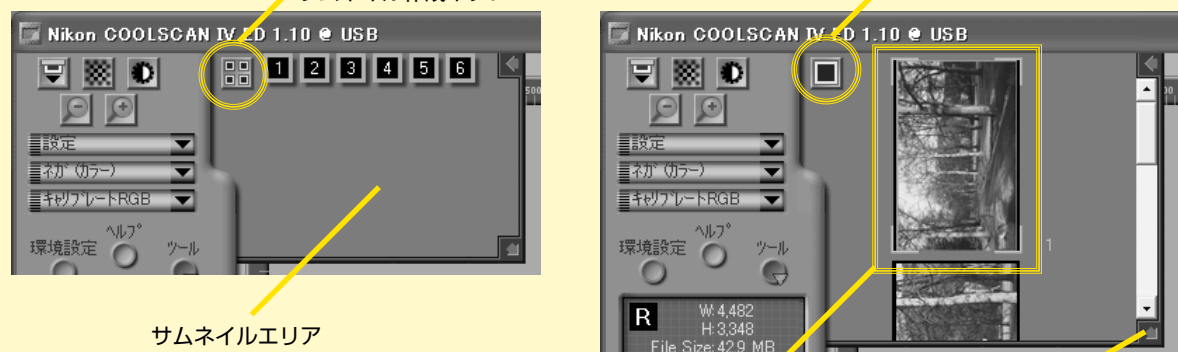 Nikon COOLSCAN IV ED 1.10 @ USB
1 2 3 4 5 6
設定
ネガ (カラー)
キャリブレートRGB
ヘルプ
環境設定
ツール
サムネイルエリア
Nikon COOLSCAN IV ED 1.10 @ USB
設定
ネガ (カラー)
キャリブレートRGB
ヘルプ
環境設定
ツール
1
R
W: 4,482
H: 3,348
File Size: 42.9 MB